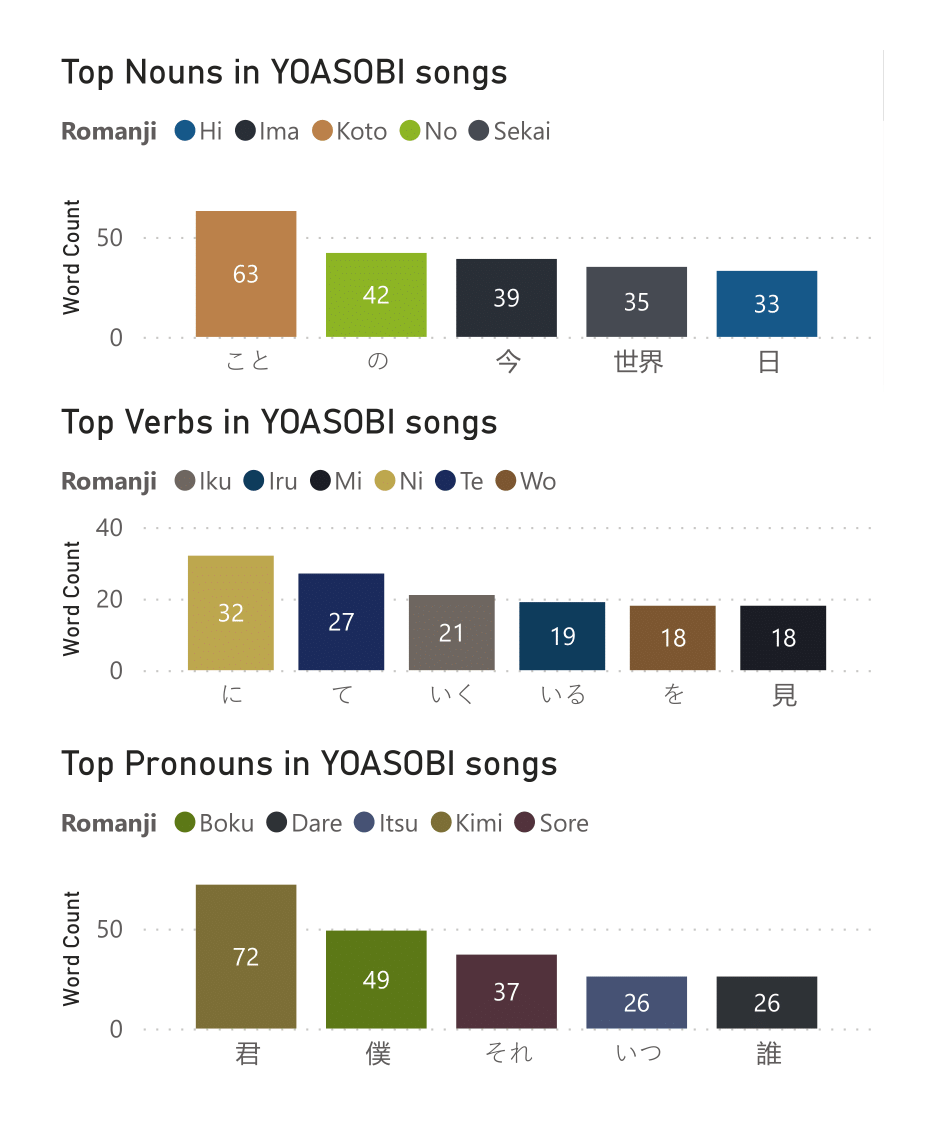 Top Nouns in YOASOBI songs
Romanji Hi Ima Koto No Sekai
Word Count
50
0
63 42 39 35 33
こと の 今 世界 日
Top Verbs in YOASOBI songs
Romanji Iku Iru Mi Ni Te Wo
Word Count
40
20
0
32 27 21 19 18 18
に て いく いる を 見
Top Pronouns in YOASOBI songs
Romanji Boku Dare Itsu Kimi Sore
Word Count
50
0
72 49 37 26 26
君 僕 それ いつ 誰